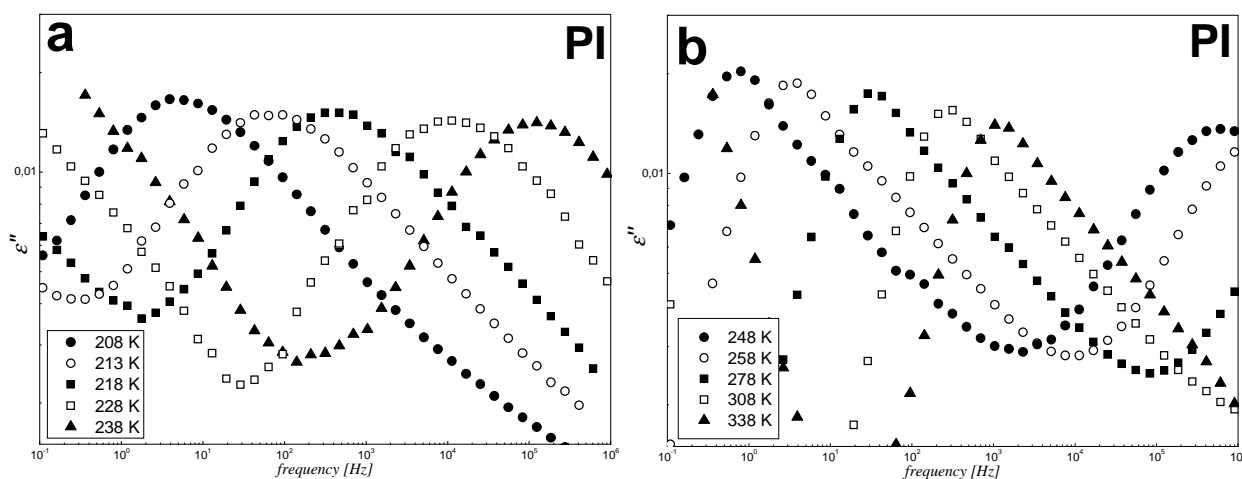 a PI
0,01
ε''
208 K
213 K
218 K
228 K
238 K
10-1 100 101 102 103 104 105 106
frequency [Hz]
b PI
0,01
ε''
248 K
258 K
278 K
308 K
338 K
10-1 100 101 102 103 104 105 106
frequency [Hz]